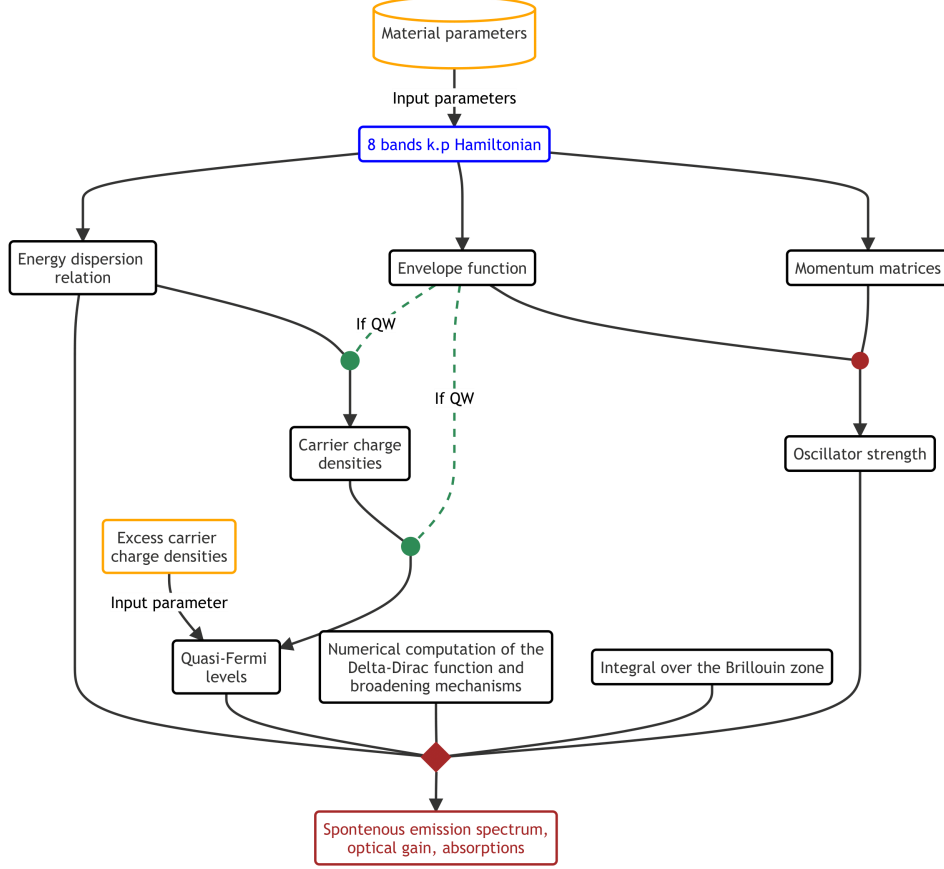 Material parameters
Input parameters
8 bands k.p Hamiltonian
Energy dispersion
relation
Envelope function
Momentum matrices
If QW
If QW
Carrier charge
densities
Oscillator strength
Excess carrier
charge densities
Input parameter
Quasi-Fermi
levels
Numerical computation of the
Delta-Dirac function and
broadening mechanisms
Integral over the Brillouin zone
Spontenous emission spectrum,
optical gain, absorptions